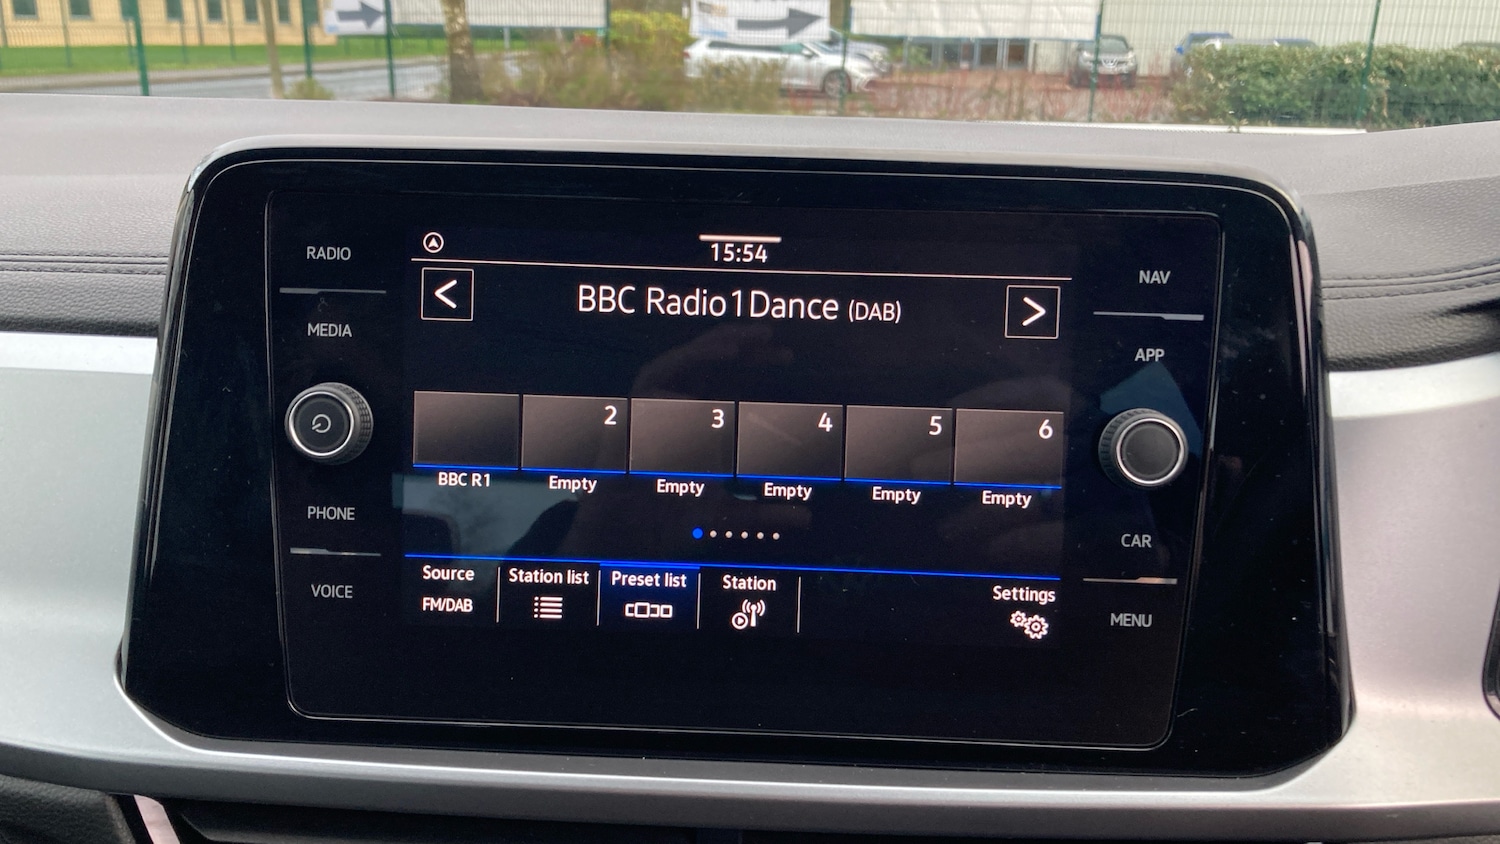 RADIO
MEDIA
PHONE
VOICE
15:54
<
BBC Radio 1 Dance (DAB)
>
2
3
4
5
6
BBC R1
Empty
Empty
Empty
Empty
Empty
Source
FM/DAB
Station list
Preset list
Station
Settings
NAV
APP
CAR
MENU